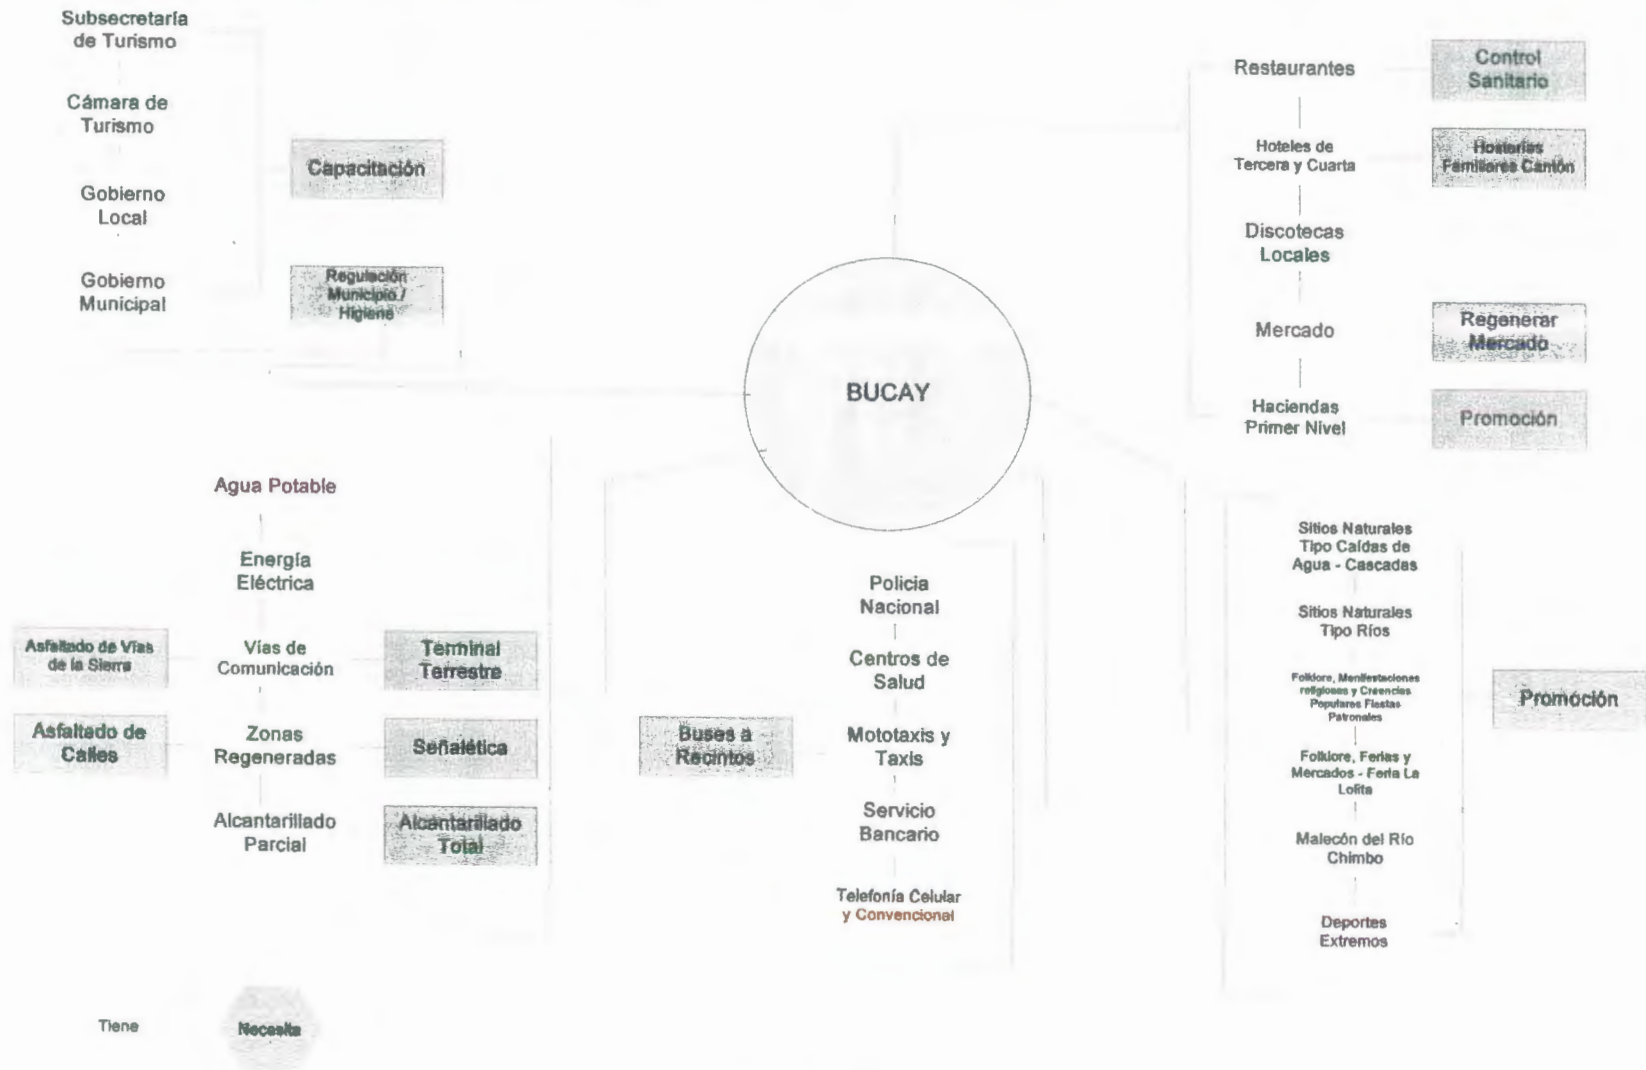 Subsecretaría
de Turismo
Cámara de
Turismo
Gobierno
Local
Gobierno
Municipal
Capacitación
Regulación
Municipio /
Higiene
Restaurantes
Control
Sanitario
Hoteles de
Tercera y Cuarta
Hosterías
Familiares Cantón
Discotecas
Locales
Mercado
Regenerar
Mercado
Haciendas
Primer Nivel
Promoción
BUCAY
Agua Potable
Energía
Eléctrica
Asfaltado de Vías
de la Sierra
Vías de
Comunicación
Terminal
Terrestre
Asfaltado de
Calles
Zonas
Regeneradas
Señalética
Alcantarillado
Parcial
Alcantarillado
Total
Policia
Nacional
Centros de
Salud
Buses a
Recintos
Mototaxis y
Taxis
Servicio
Bancario
Telefonía Celular
y Convencional
Sitios Naturales
Tipo Caídas de
Agua - Cascadas
Sitios Naturales
Tipo Ríos
Folklore, Manifestaciones
religiosas y Creencias
Populares Fiestas
Patronales
Promoción
Folklore, Ferias y
Mercados - Feria La
Lolita
Malecón del Río
Chimbo
Deportes
Extremos
Tiene
Necesita